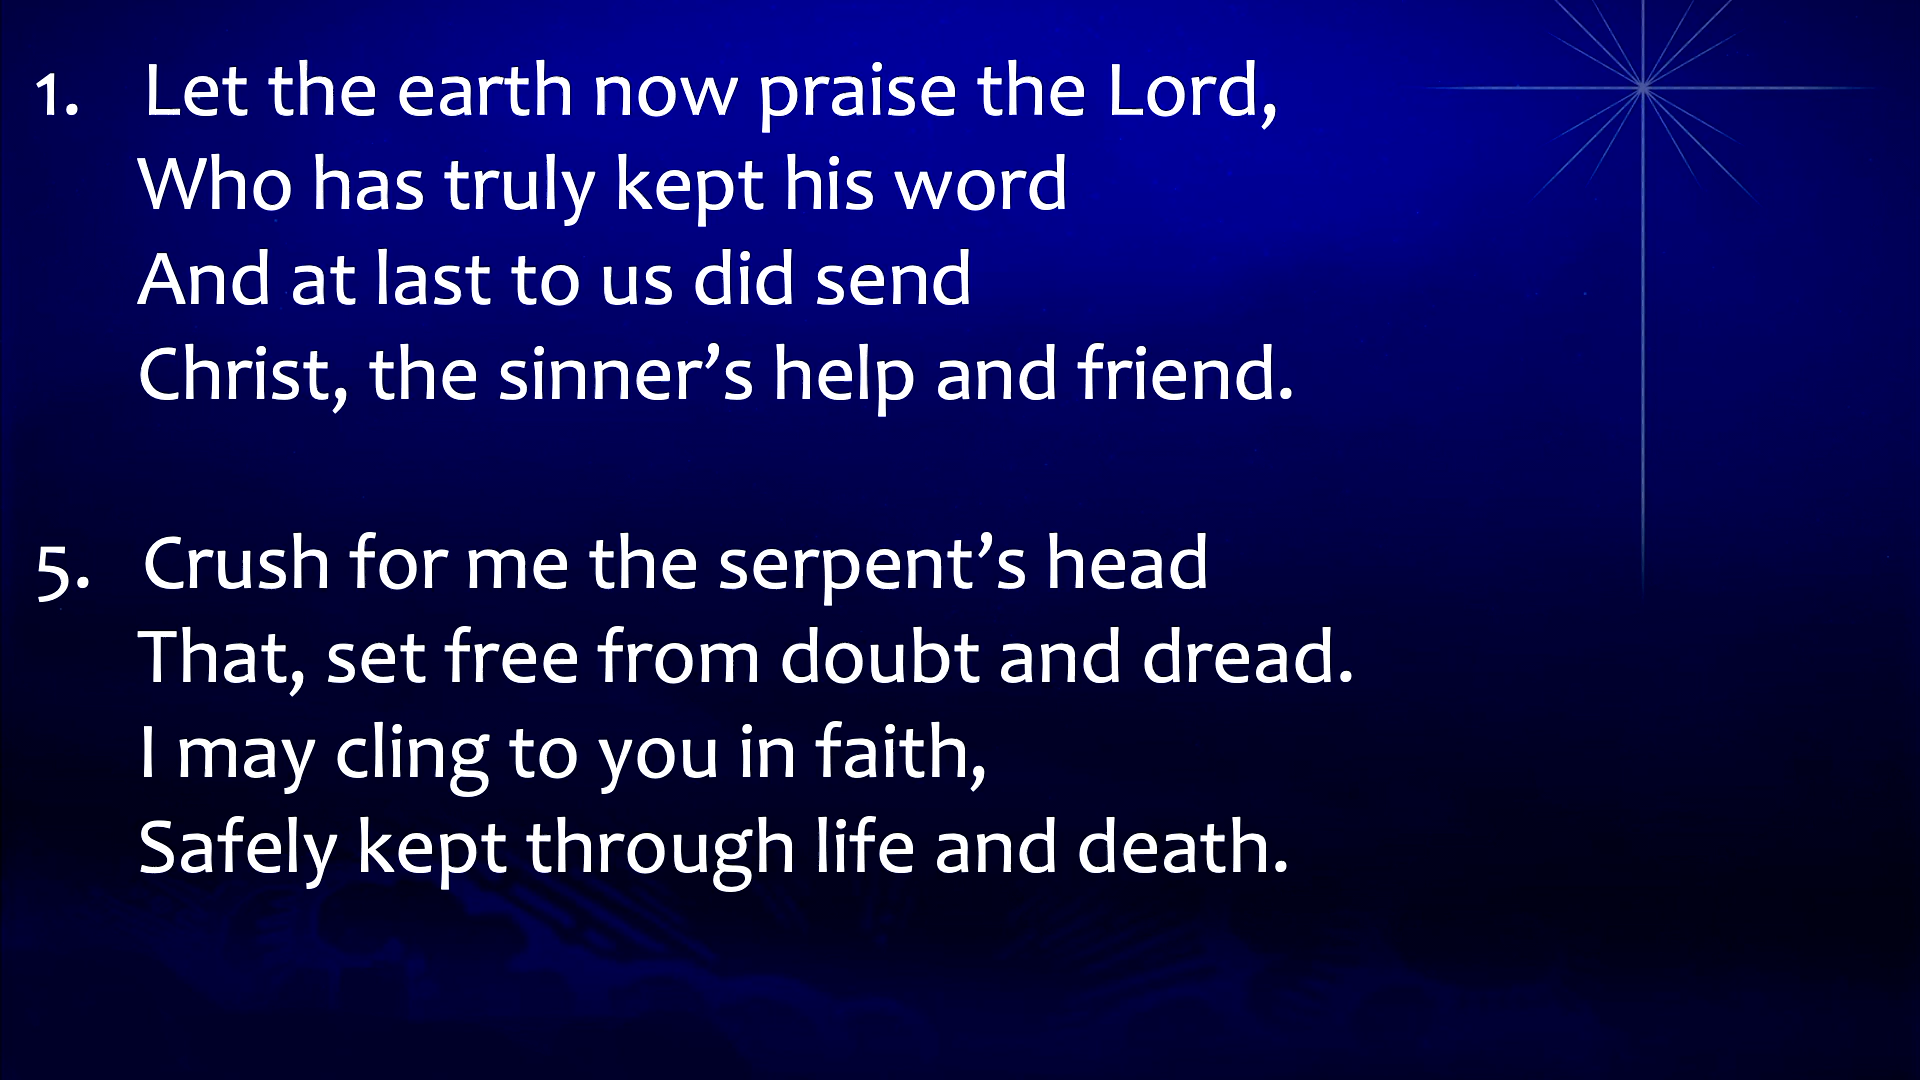 1. Let the earth now praise the Lord,
Who has truly kept his word
And at last to us did send
Christ, the sinner’s help and friend.
5. Crush for me the serpent’s head
That, set free from doubt and dread.
I may cling to you in faith,
Safely kept through life and death.